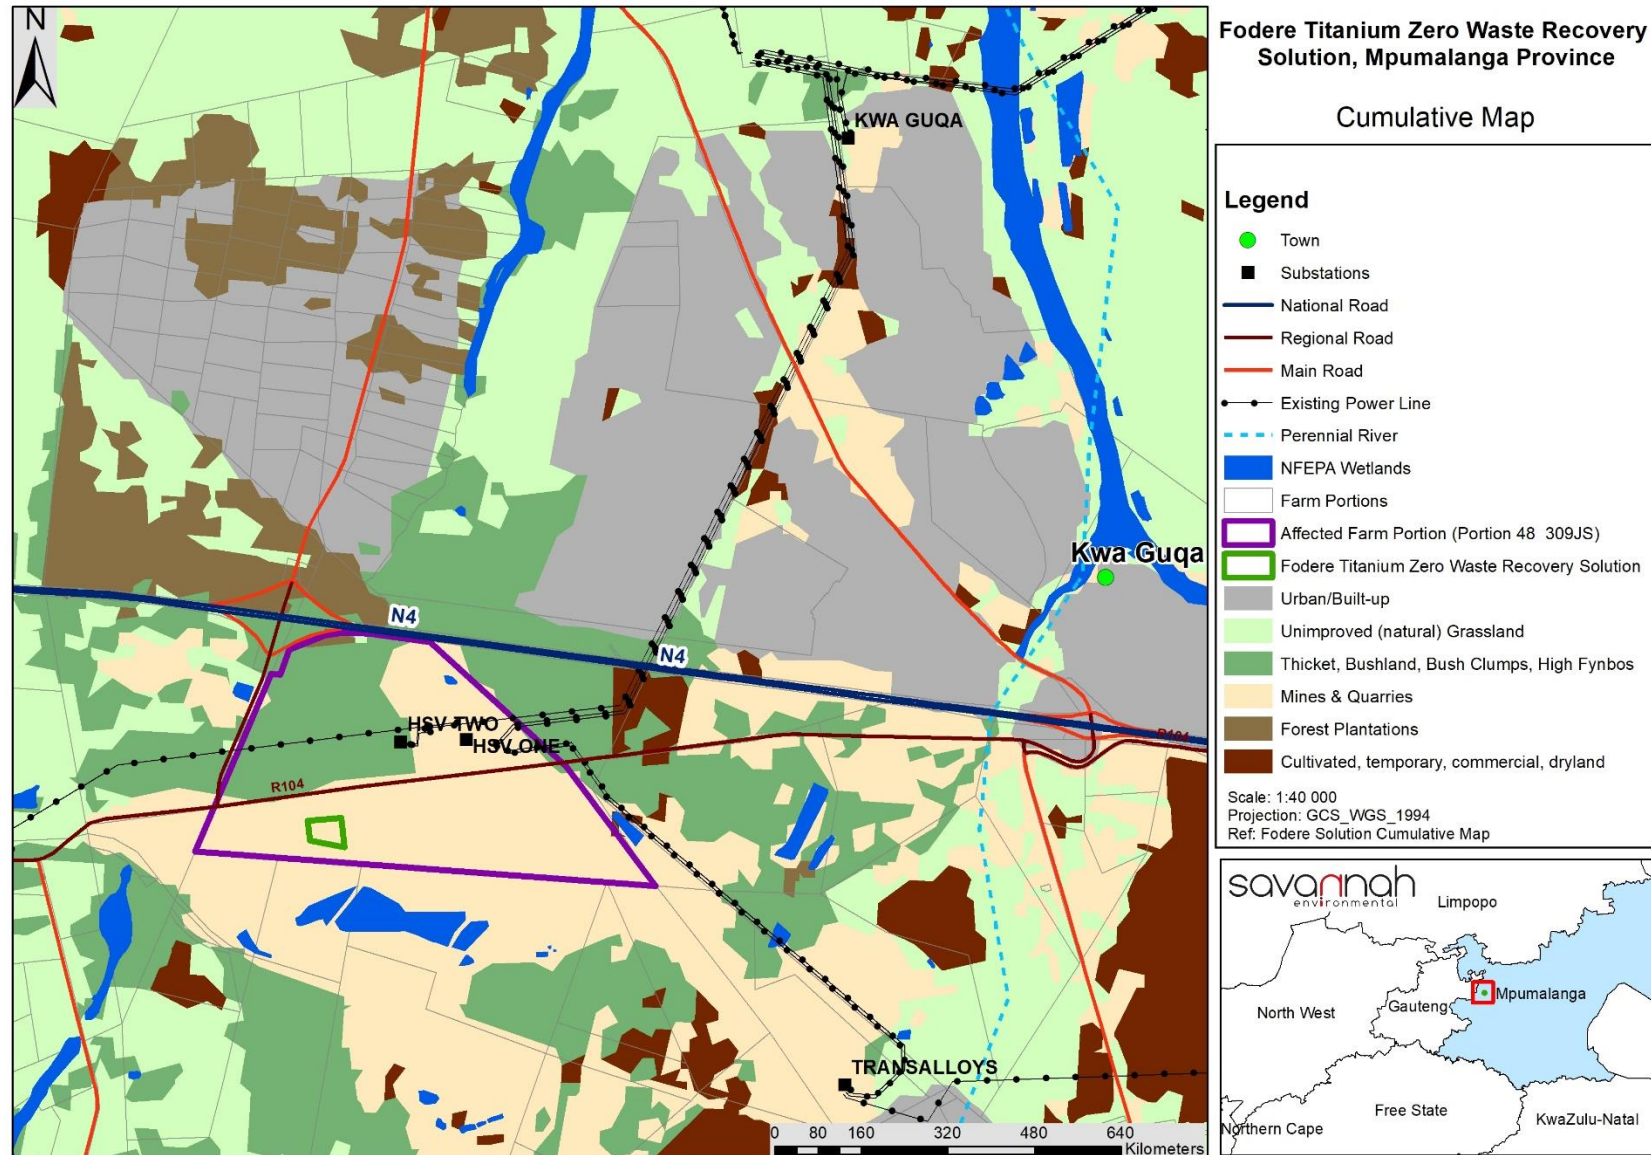 N
KWA GUQA
Kwa Guqa
N4
N4
HSV TWO
HSV ONE
R104
R104
TRANSALLOYS
0 80 160 320 480 640
Kilometers
Fodere Titanium Zero Waste Recovery
Solution, Mpumalanga Province
Cumulative Map
Legend
Town
Substations
National Road
Regional Road
Main Road
Existing Power Line
Perennial River
NFEPA Wetlands
Farm Portions
Affected Farm Portion (Portion 48 309JS)
Fodere Titanium Zero Waste Recovery Solution
Urban/Built-up
Unimproved (natural) Grassland
Thicket, Bushland, Bush Clumps, High Fynbos
Mines & Quarries
Forest Plantations
Cultivated, temporary, commercial, dryland
Scale: 1:40 000
Projection: GCS_WGS_1994
Ref: Fodere Solution Cumulative Map
savannah
environmental
Limpopo
North West
Gauteng
Mpumalanga
Free State
Northern Cape
KwaZulu-Natal